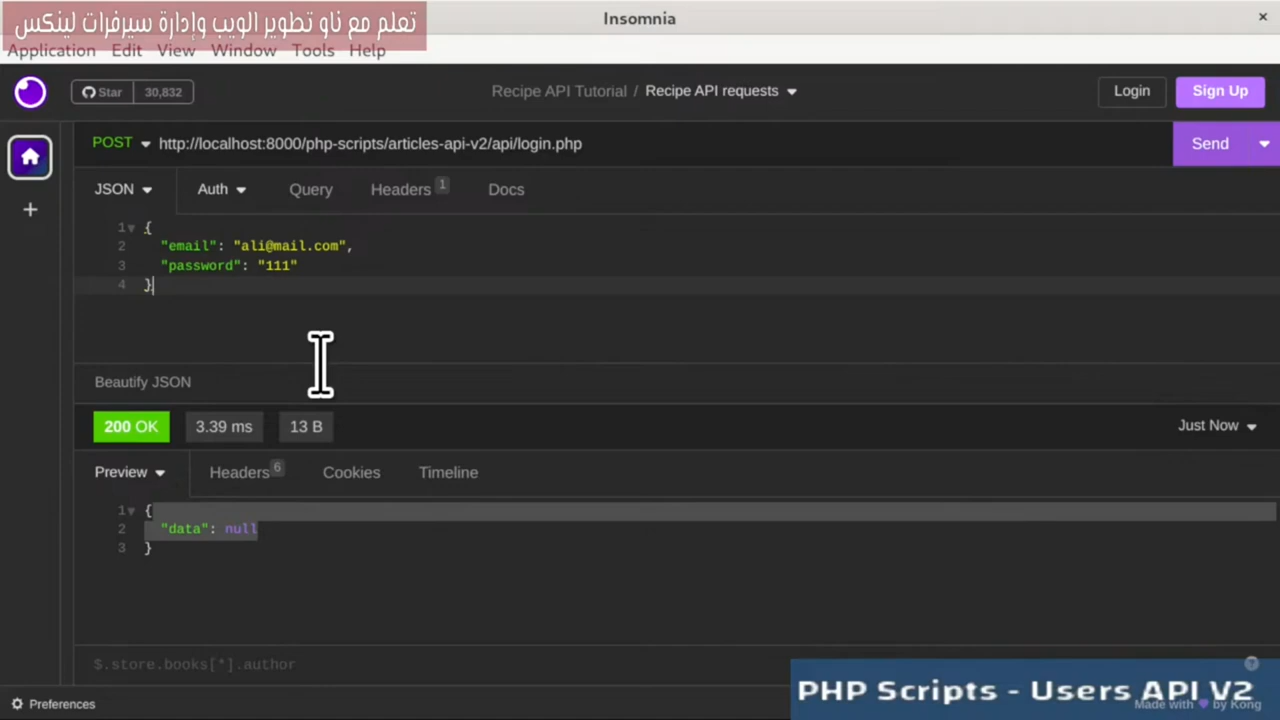 Insomnia
×
تعلم مع ناو تطوير الويب وإدارة سيرفرات لينكس
Application Edit View Window Tools Help
Star 30,832
Recipe API Tutorial / Recipe API requests
Login Sign Up
POST http://localhost:8000/php-scripts/articles-api-v2/api/login.php
Send
JSON Auth Query Headers 1 Docs
1 {
2 "email": "ali@mail.com",
3 "password": "111"
4 }
Beautify JSON
200 OK 3.39 ms 13 B Just Now
Preview Headers 6 Cookies Timeline
1 {
2 "data": null
3 }
$.store.books[*].author
PHP Scripts - Users API V2
Preferences
Made with by Kong